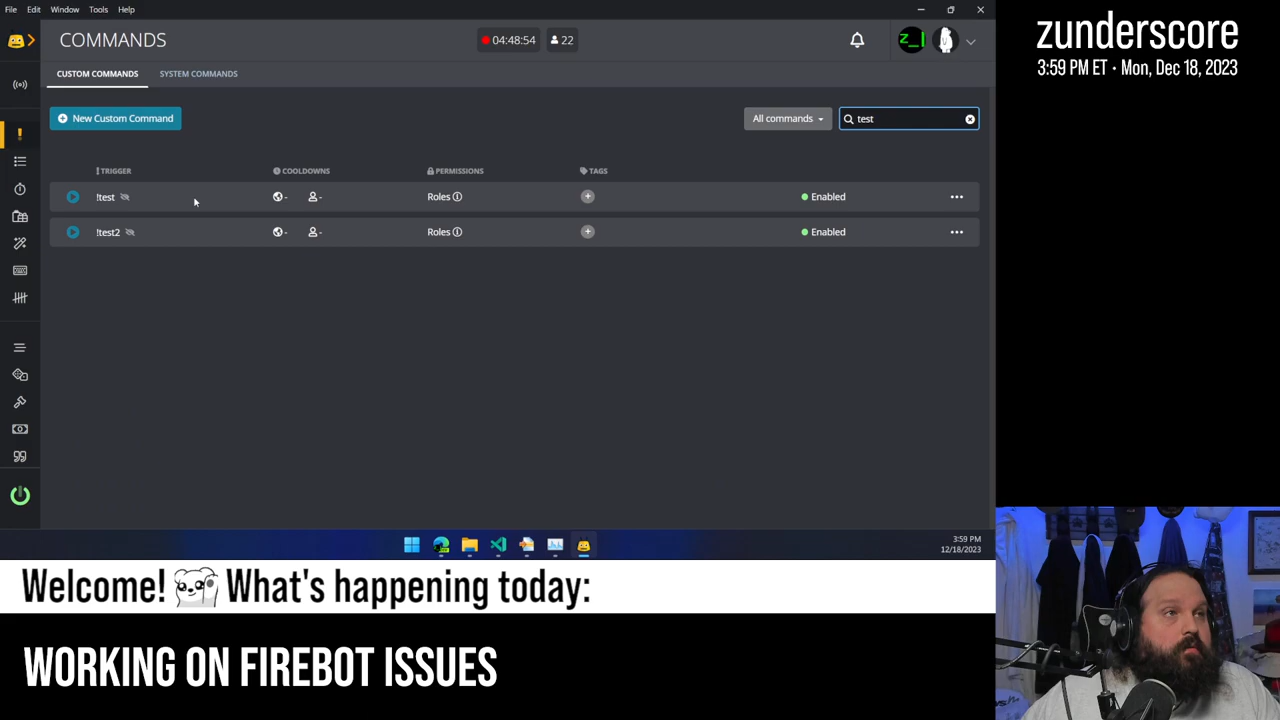 File Edit Window Tools Help
zunderscore
3:59 PM ET • Mon, Dec 18, 2023
COMMANDS
04:48:54
22
z_|
CUSTOM COMMANDS
SYSTEM COMMANDS
New Custom Command
All commands
test
TRIGGER
COOLDOWNS
PERMISSIONS
TAGS
!test
-
-
Roles
Enabled
!test2
-
-
Roles
Enabled
3:59 PM
12/18/2023
Welcome! What's happening today:
WORKING ON FIREBOT ISSUES